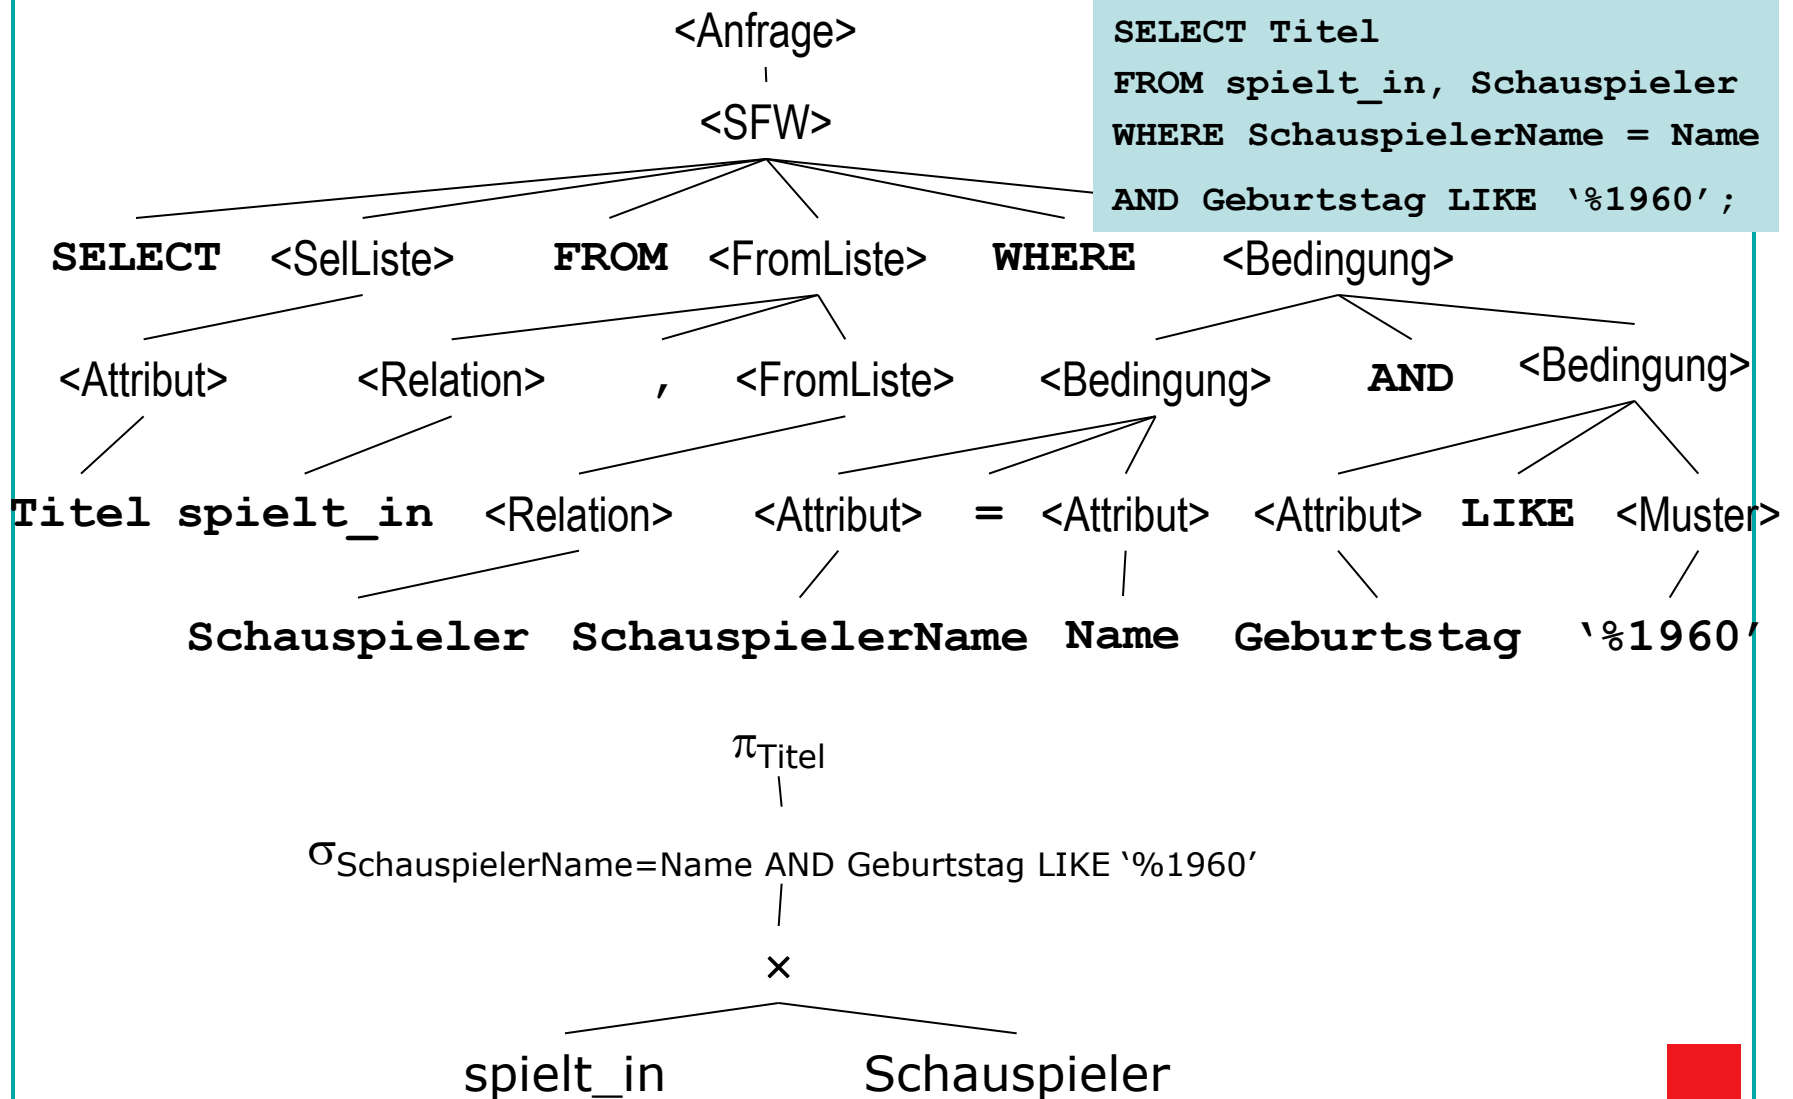 <Anfrage>
SELECT Titel
FROM spielt_in, Schauspieler
WHERE SchauspielerName = Name
AND Geburtstag LIKE ‘%1960’;
<SFW>
SELECT <SelListe> FROM <FromListe> WHERE <Bedingung>
<Attribut> <Relation> , <FromListe> <Bedingung> AND <Bedingung>
Titel spielt_in <Relation> <Attribut> = <Attribut> <Attribut> LIKE <Muster>
Schauspieler SchauspielerName Name Geburtstag ‘%1960’
πTitel
σSchauspielerName=Name AND Geburtstag LIKE ‘%1960’
×
spielt_in Schauspieler